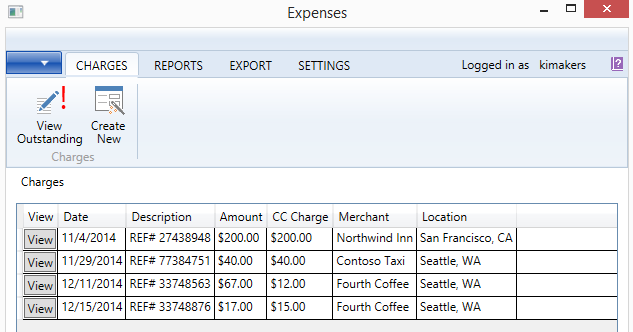 Expenses
CHARGES REPORTS EXPORT SETTINGS Logged in as kimakers ?
View Outstanding Create New
Charges
Charges
View Date Description Amount CC Charge Merchant Location
View 11/4/2014 REF# 27438948 $200.00 $200.00 Northwind Inn San Francisco, CA
View 11/29/2014 REF# 77384751 $40.00 $40.00 Contoso Taxi Seattle, WA
View 12/11/2014 REF# 33748563 $67.00 $12.00 Fourth Coffee Seattle, WA
View 12/15/2014 REF# 33748876 $17.00 $15.00 Fourth Coffee Seattle, WA